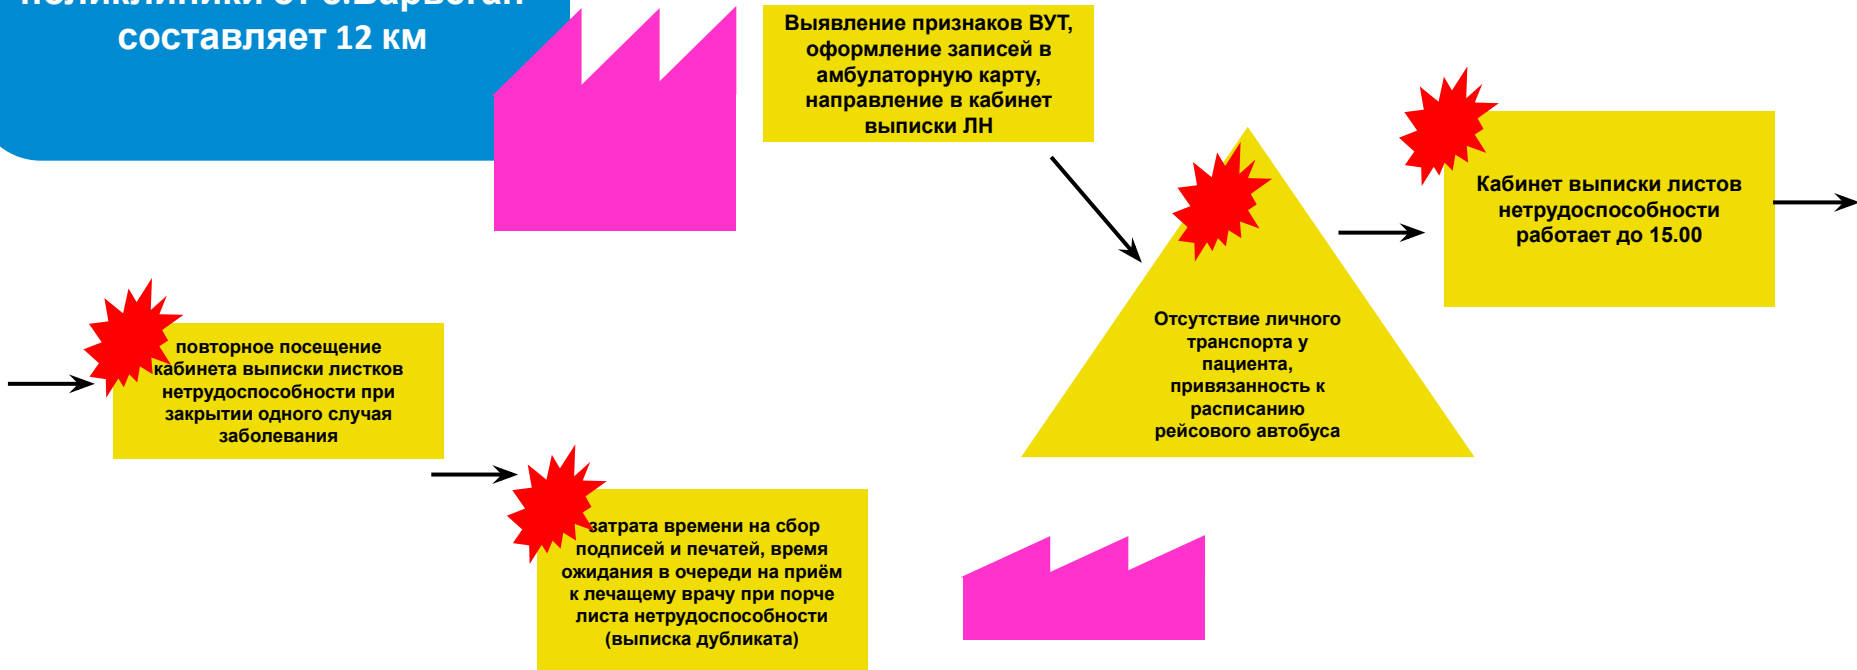 поликлиники от с.Варьеган
составляет 12 км
Выявление признаков ВУТ,
оформление записей в
амбулаторную карту,
направление в кабинет
выписки ЛН
Отсутствие личного
транспорта у
пациента,
привязанность к
расписанию
рейсового автобуса
Кабинет выписки листов
нетрудоспособности
работает до 15.00
повторное посещение
кабинета выписки листков
нетрудоспособности при
закрытии одного случая
заболевания
затрата времени на сбор
подписей и печатей, время
ожидания в очереди на приём
к лечащему врачу при порче
листа нетрудоспособности
(выписка дубликата)